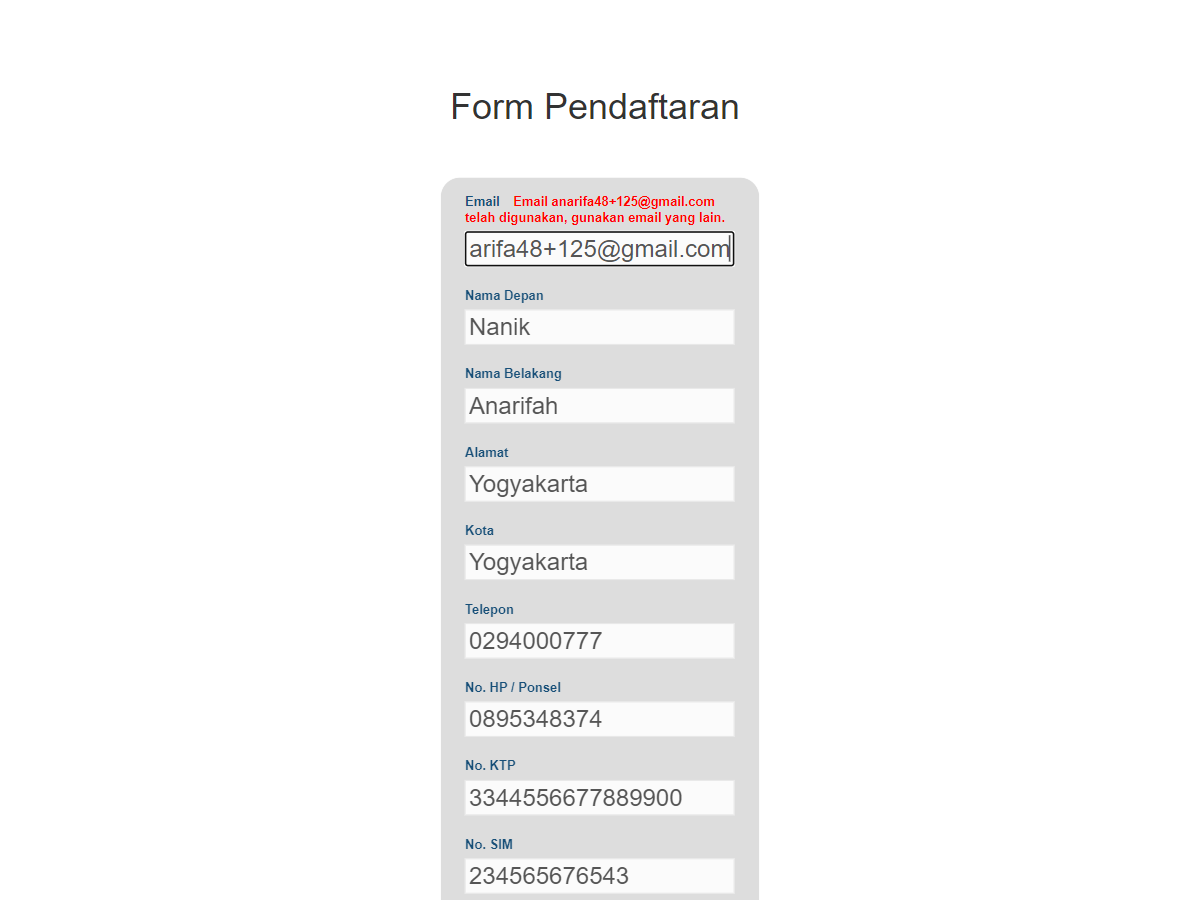 Form Pendaftaran
Email Email anarifa48+125@gmail.com
telah digunakan, gunakan email yang lain.
arifa48+125@gmail.com
Nama Depan
Nanik
Nama Belakang
Anarifah
Alamat
Yogyakarta
Kota
Yogyakarta
Telepon
0294000777
No. HP / Ponsel
0895348374
No. KTP
3344556677889900
No. SIM
234565676543